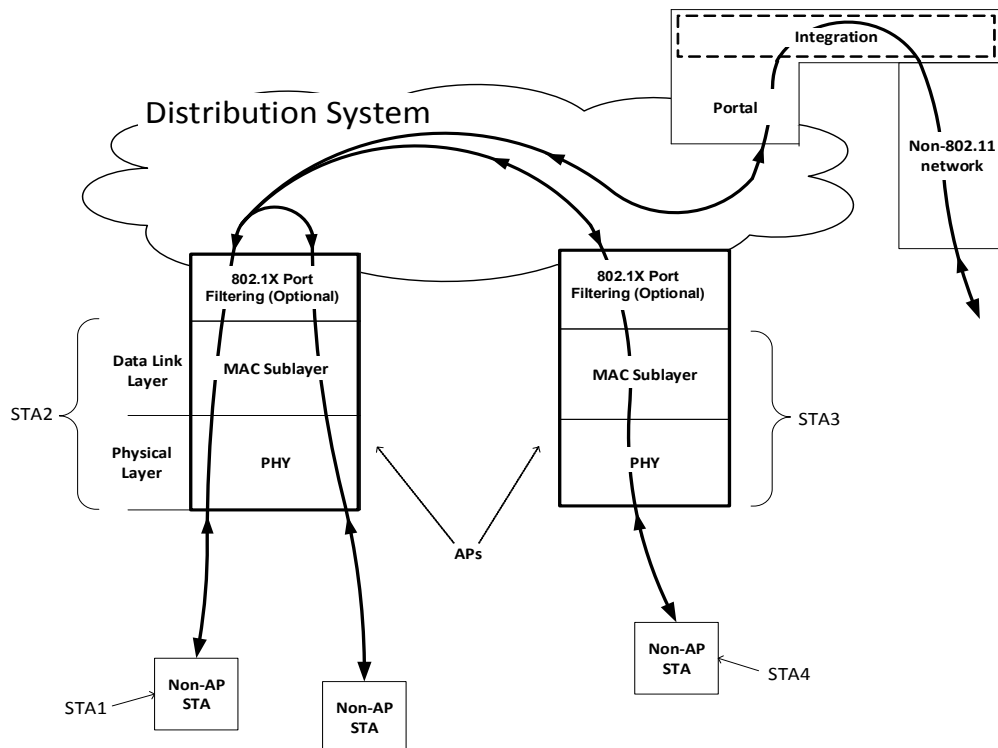 Integration
Distribution System
Portal
Non-802.11
network
802.1X Port
Filtering (Optional)
802.1X Port
Filtering (Optional)
Data Link
Layer
MAC Sublayer
MAC Sublayer
STA2
STA3
Physical
Layer
PHY
PHY
APs
Non-AP
STA
Non-AP
STA
Non-AP
STA
STA1
STA4